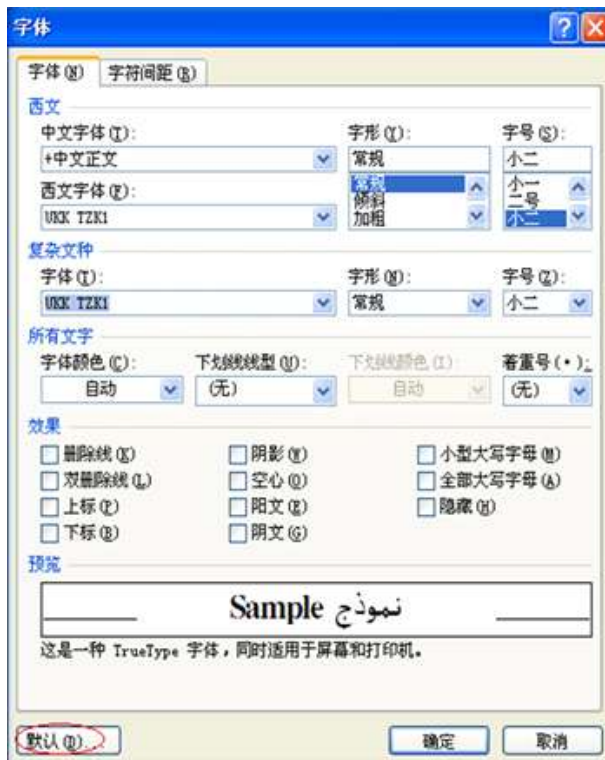 字体
字体(N) 字符间距(R)
西文
中文字体(T): 字形(Y): 字号(S):
+中文正文 常规 小二
常规 小一
西文字体(F): 倾斜 二号
UKK TZK1 加粗 小二
复杂文种
字体(T): 字形(N): 字号(Z):
UKK TZK1 常规 小二
所有文字
字体颜色(C): 下划线线型(U): 下划线颜色(I): 着重号(·):
自动 (无) 自动 (无)
效果
删除线(K) 阴影(W) 小型大写字母(M)
双删除线(L) 空心(O) 全部大写字母(A)
上标(P) 阳文(E) 隐藏(H)
下标(B) 阴文(G)
预览
Sample نموذج
这是一种 TrueType 字体，同时适用于屏幕和打印机。
默认(D)... 确定 取消